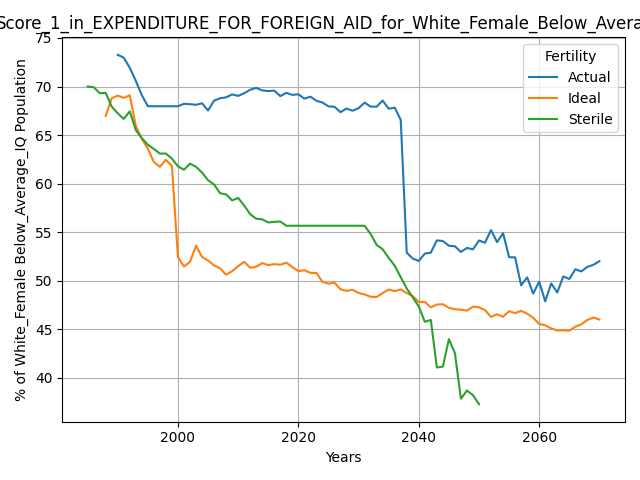 Score_1_in_EXPENDITURE_FOR_FOREIGN_AID_for_White_Female_Below_Avera
Fertility
Actual
Ideal
Sterile
% of White_Female Below_Average_IQ Population
75
70
65
60
55
50
45
40
2000
2020
2040
2060
Years